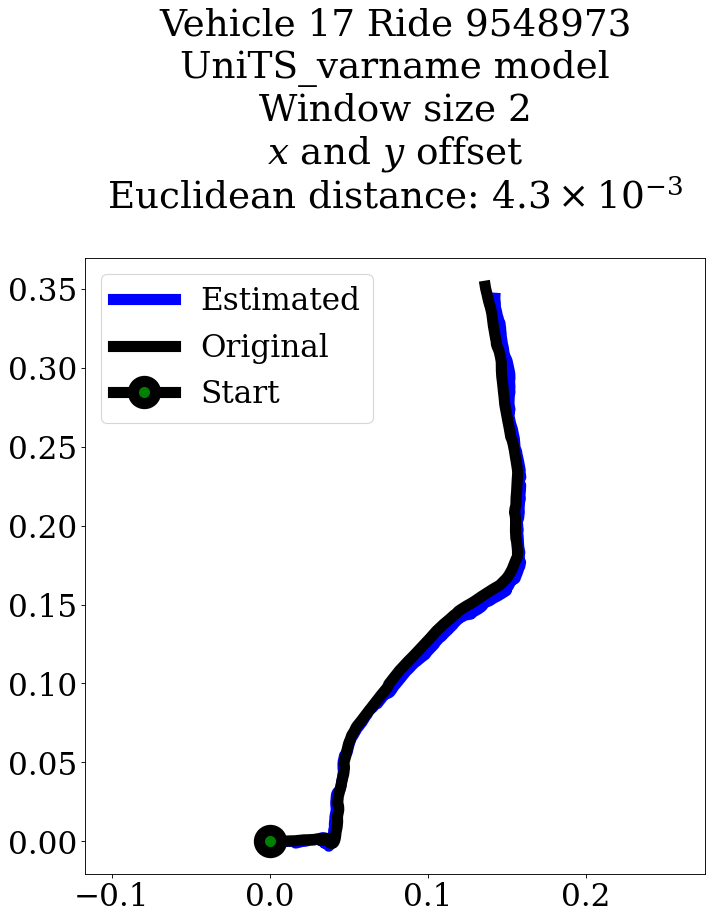 Vehicle 17 Ride 9548973
UniTS_varname model
Window size 2
x and y offset
Euclidean distance: 4.3 × 10⁻³
Estimated
Original
Start
0.35
0.30
0.25
0.20
0.15
0.10
0.05
0.00
−0.1
0.0
0.1
0.2